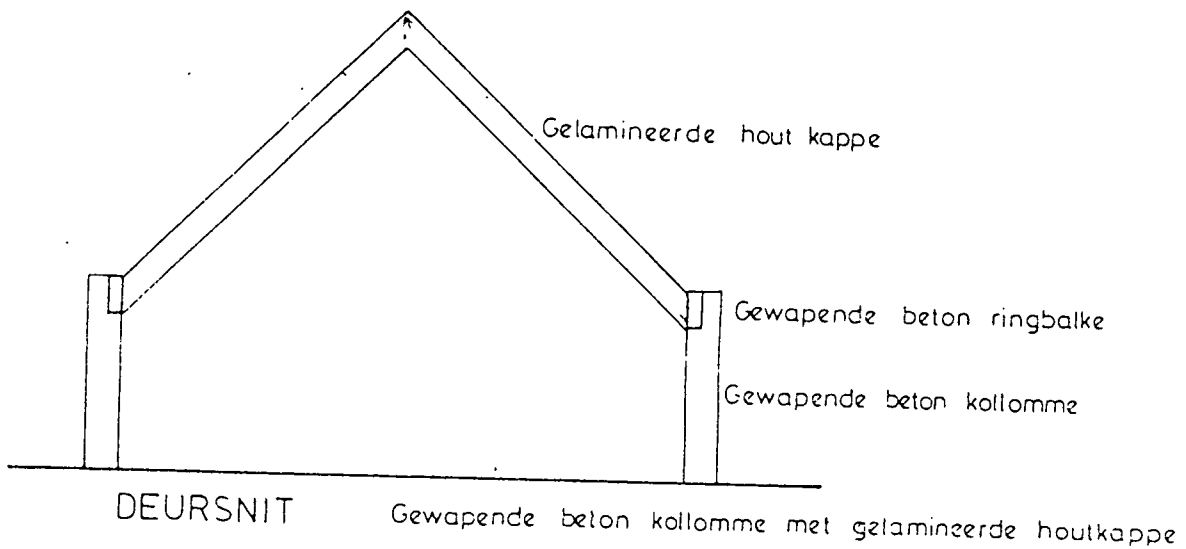 Gelamineerde hout kappe
Gewapende beton ringbalke
Gewapende beton kollomme
DEURSNIT
Gewapende beton kollomme met gelamineerde houtkappe